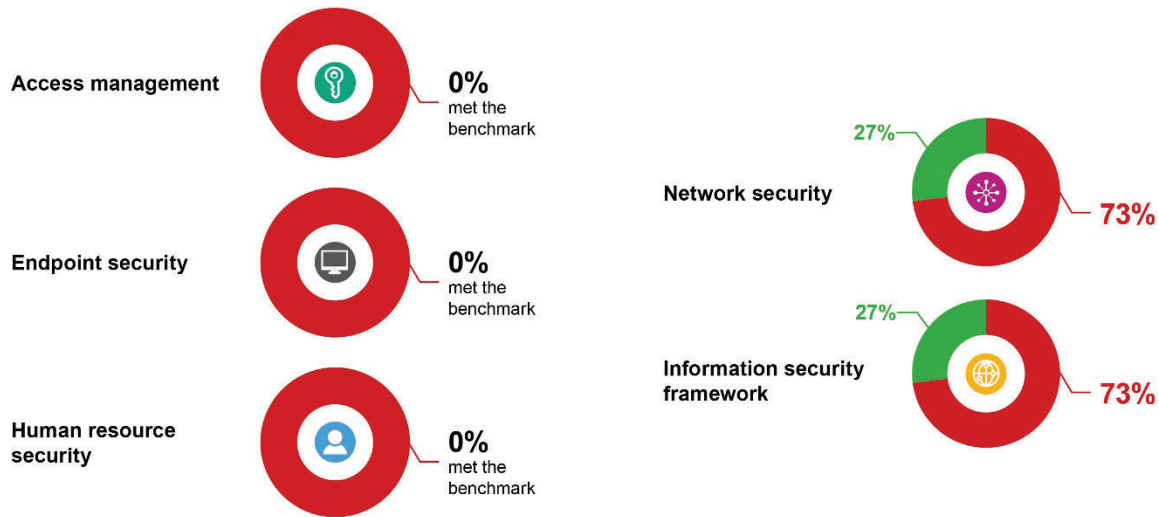 Access management
0%
met the
benchmark
Endpoint security
0%
met the
benchmark
Human resource
security
0%
met the
benchmark
27%
Network security
73%
27%
Information security
framework
73%